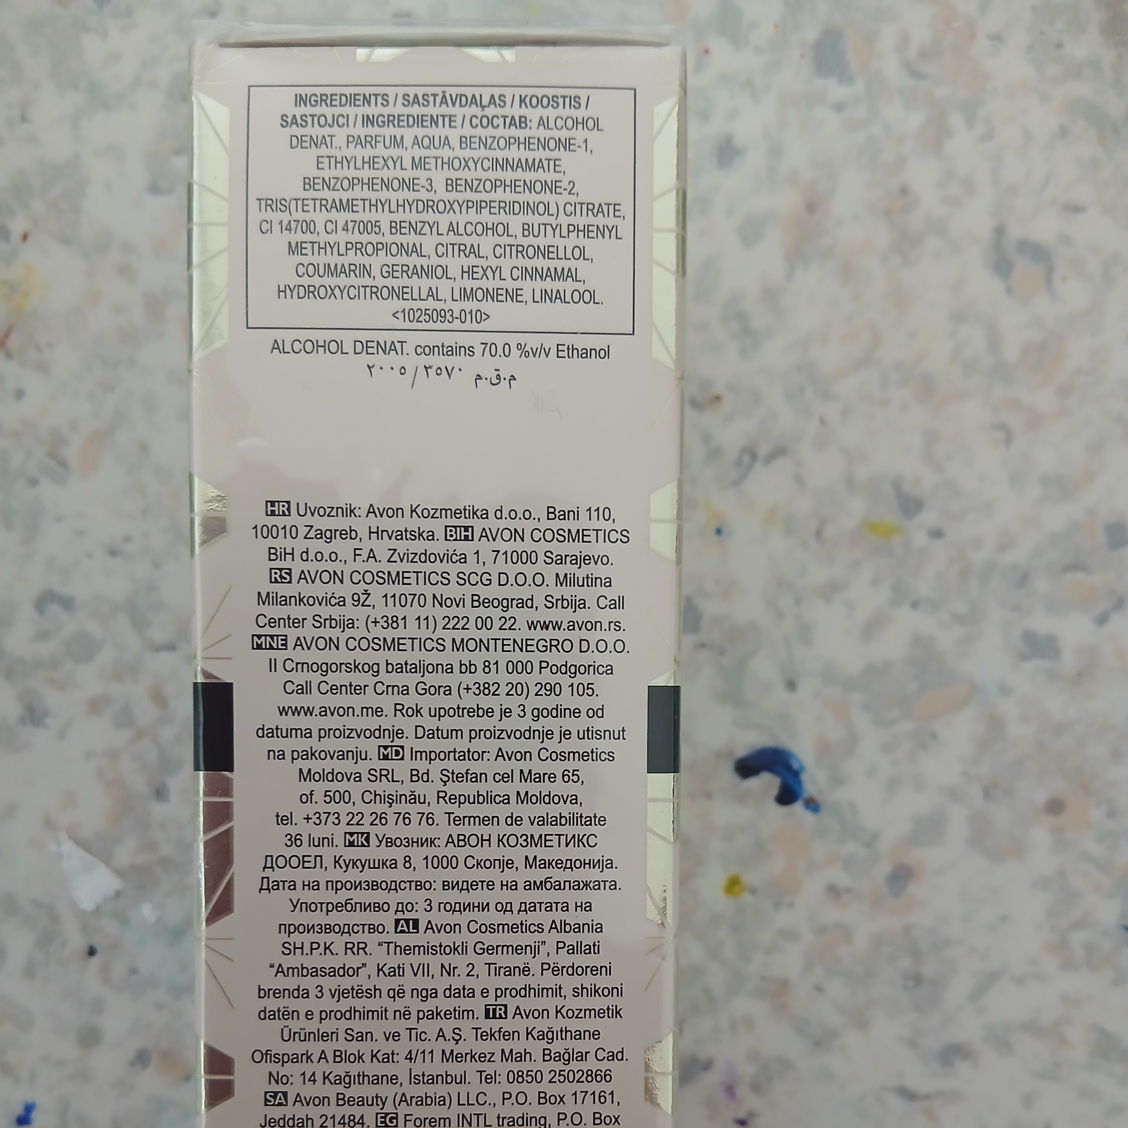 INGREDIENTS / SASTĀVDAĻAS / KOOSTIS /
SASTOJCI / INGREDIENTE / СОСТАВ: ALCOHOL
DENAT., PARFUM, AQUA, BENZOPHENONE-1,
ETHYLHEXYL METHOXYCINNAMATE,
BENZOPHENONE-3, BENZOPHENONE-2,
TRIS(TETRAMETHYLHYDROXYPIPERIDINOL) CITRATE,
CI 14700, CI 47005, BENZYL ALCOHOL, BUTYLPHENYL
METHYLPROPIONAL, CITRAL, CITRONELLOL,
COUMARIN, GERANIOL, HEXYL CINNAMAL,
HYDROXYCITRONELLAL, LIMONENE, LINALOOL.
<1025093-010>
ALCOHOL DENAT. contains 70.0 %v/v Ethanol
م.ق.م ٢٠٠٥/٣٥٧٠
HR Uvoznik: Avon Kozmetika d.o.o., Bani 110,
10010 Zagreb, Hrvatska. BIH AVON COSMETICS
BiH d.o.o., F.A. Zvizdovića 1, 71000 Sarajevo.
RS AVON COSMETICS SCG D.O.O. Milutina
Milankovića 9Ž, 11070 Novi Beograd, Srbija. Call
Center Srbija: (+381 11) 222 00 22. www.avon.rs.
MNE AVON COSMETICS MONTENEGRO D.O.O.
II Crnogorskog bataljona bb 81 000 Podgorica
Call Center Crna Gora (+382 20) 290 105.
www.avon.me. Rok upotrebe je 3 godine od
datuma proizvodnje. Datum proizvodnje je utisnut
na pakovanju. MD Importator: Avon Cosmetics
Moldova SRL, Bd. Ştefan cel Mare 65,
of. 500, Chişinău, Republica Moldova,
tel. +373 22 26 76 76. Termen de valabilitate
36 luni. MK Увозник: АВОН КОЗМЕТИКС
ДООЕЛ, Кукушка 8, 1000 Скопје, Македонија.
Дата на производство: видете на амбалажата.
Употребливо до: 3 години од датата на
производство. AL Avon Cosmetics Albania
SH.P.K. RR. “Themistokli Germenji”, Pallati
“Ambasador”, Kati VII, Nr. 2, Tiranë. Përdoreni
brenda 3 vjetësh që nga data e prodhimit, shikoni
datën e prodhimit në paketim. TR Avon Kozmetik
Ürünleri San. ve Tic. A.Ş. Tekfen Kağıthane
Ofispark A Blok Kat: 4/11 Merkez Mah. Bağlar Cad.
No: 14 Kağıthane, İstanbul. Tel: 0850 2502866
SA Avon Beauty (Arabia) LLC., P.O. Box 17161,
Jeddah 21484. EG Forem INTL trading, P.O. Box